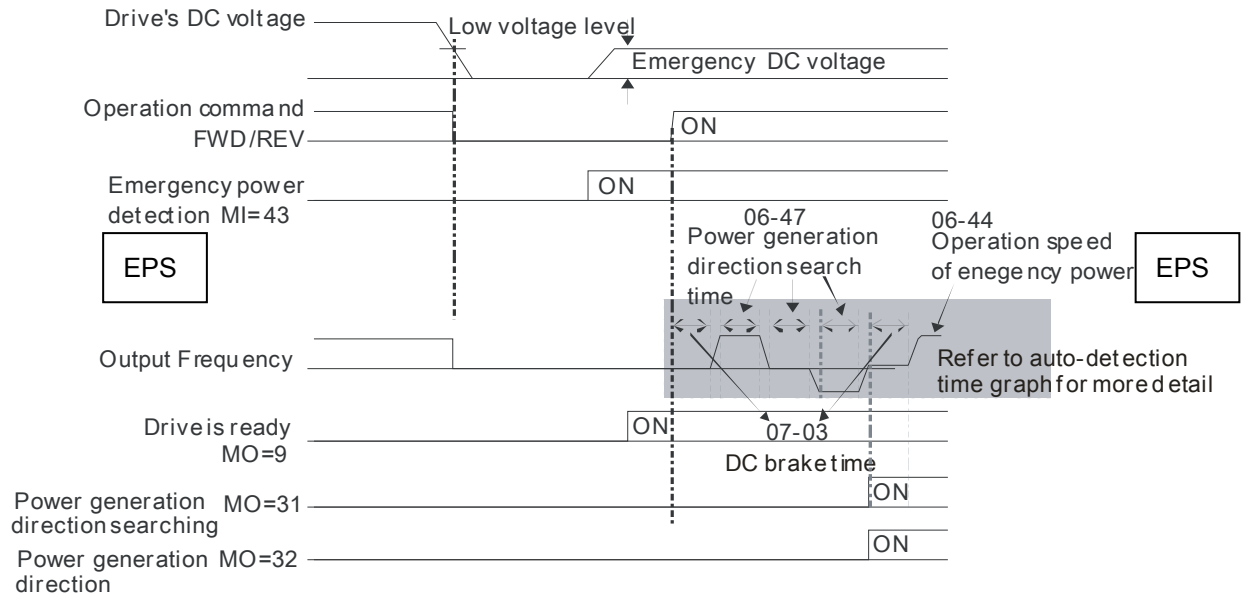 Drive's DC voltage
Low voltage level
Emergency DC voltage
Operation command
FWD/REV
ON
Emergency power
detection MI=43
ON
EPS
06-47
Power generation
direction search
time
06-44
Operation speed
of enegency power
EPS
Output Frequency
Refer to auto-detection
time graph for more detail
Drive is ready
MO=9
ON
07-03
DC brake time
Power generation MO=31
direction searching
ON
Power generation MO=32
direction
ON